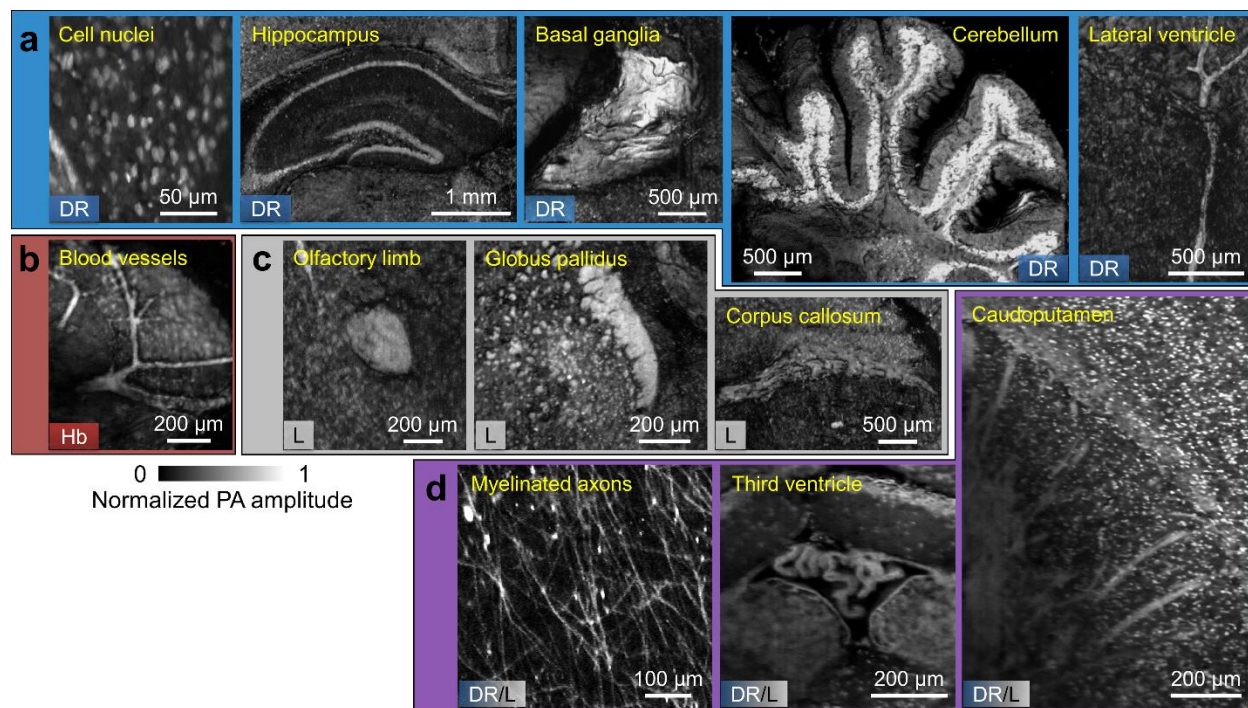 a
Cell nuclei
50 µm
DR
Hippocampus
1 mm
DR
Basal ganglia
500 µm
DR
Cerebellum
500 µm
DR
Lateral ventricle
500 µm
DR
b
Blood vessels
200 µm
Hb
c
Olfactory limb
200 µm
L
Globus pallidus
200 µm
L
Corpus callosum
500 µm
L
0 1
Normalized PA amplitude
d
Myelinated axons
100 µm
DR/L
Third ventricle
200 µm
DR/L
Caudoputamen
200 µm
DR/L